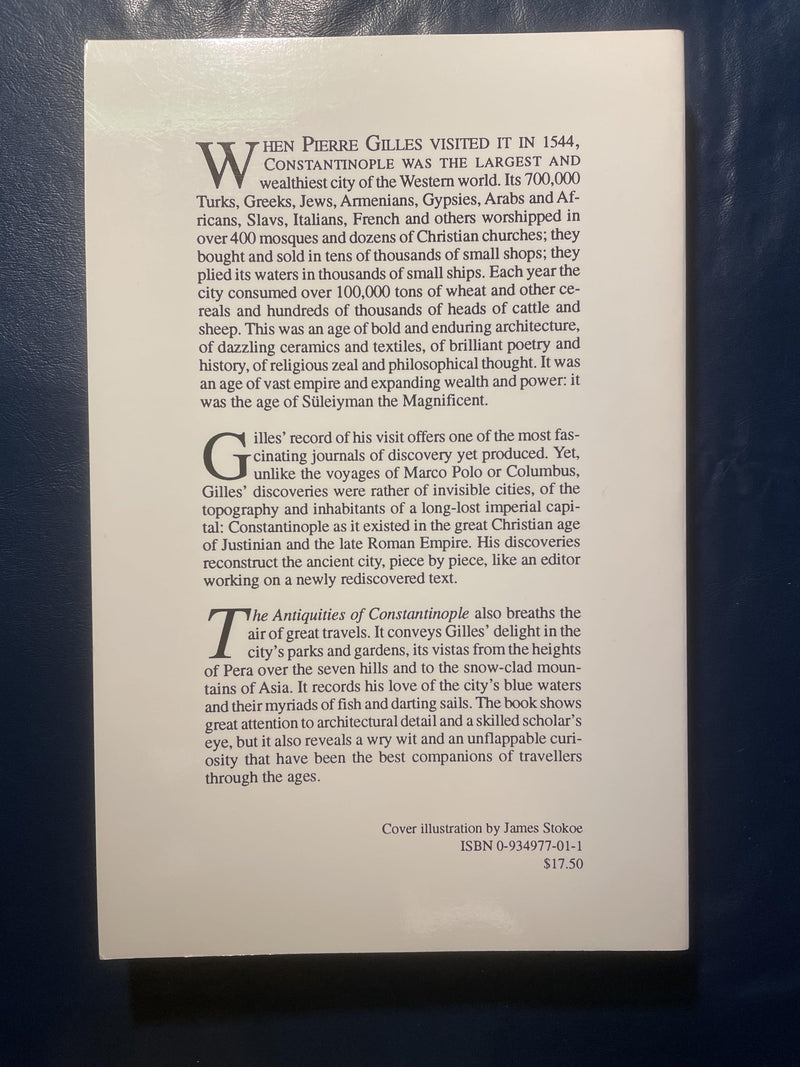 WHEN PIERRE GILLES VISITED IT IN 1544,
CONSTANTINOPLE WAS THE LARGEST AND
wealthiest city of the Western world. Its 700,000
Turks, Greeks, Jews, Armenians, Gypsies, Arabs and Af-
ricans, Slavs, Italians, French and others worshipped in
over 400 mosques and dozens of Christian churches; they
bought and sold in tens of thousands of small shops; they
plied its waters in thousands of small ships. Each year the
city consumed over 100,000 tons of wheat and other ce-
reals and hundreds of thousands of heads of cattle and
sheep. This was an age of bold and enduring architecture,
of dazzling ceramics and textiles, of brilliant poetry and
history, of religious zeal and philosophical thought. It was
an age of vast empire and expanding wealth and power: it
was the age of Süleiyman the Magnificent.
Gilles' record of his visit offers one of the most fas-
cinating journals of discovery yet produced. Yet,
unlike the voyages of Marco Polo or Columbus,
Gilles' discoveries were rather of invisible cities, of the
topography and inhabitants of a long-lost imperial capi-
tal: Constantinople as it existed in the great Christian age
of Justinian and the late Roman Empire. His discoveries
reconstruct the ancient city, piece by piece, like an editor
working on a newly rediscovered text.
The Antiquities of Constantinople also breaths the
air of great travels. It conveys Gilles' delight in the
city's parks and gardens, its vistas from the heights
of Pera over the seven hills and to the snow-clad moun-
tains of Asia. It records his love of the city's blue waters
and their myriads of fish and darting sails. The book shows
great attention to architectural detail and a skilled scholar's
eye, but it also reveals a wry wit and an unflappable curi-
osity that have been the best companions of travellers
through the ages.
Cover illustration by James Stokoe
ISBN 0-934977-01-1
$17.50